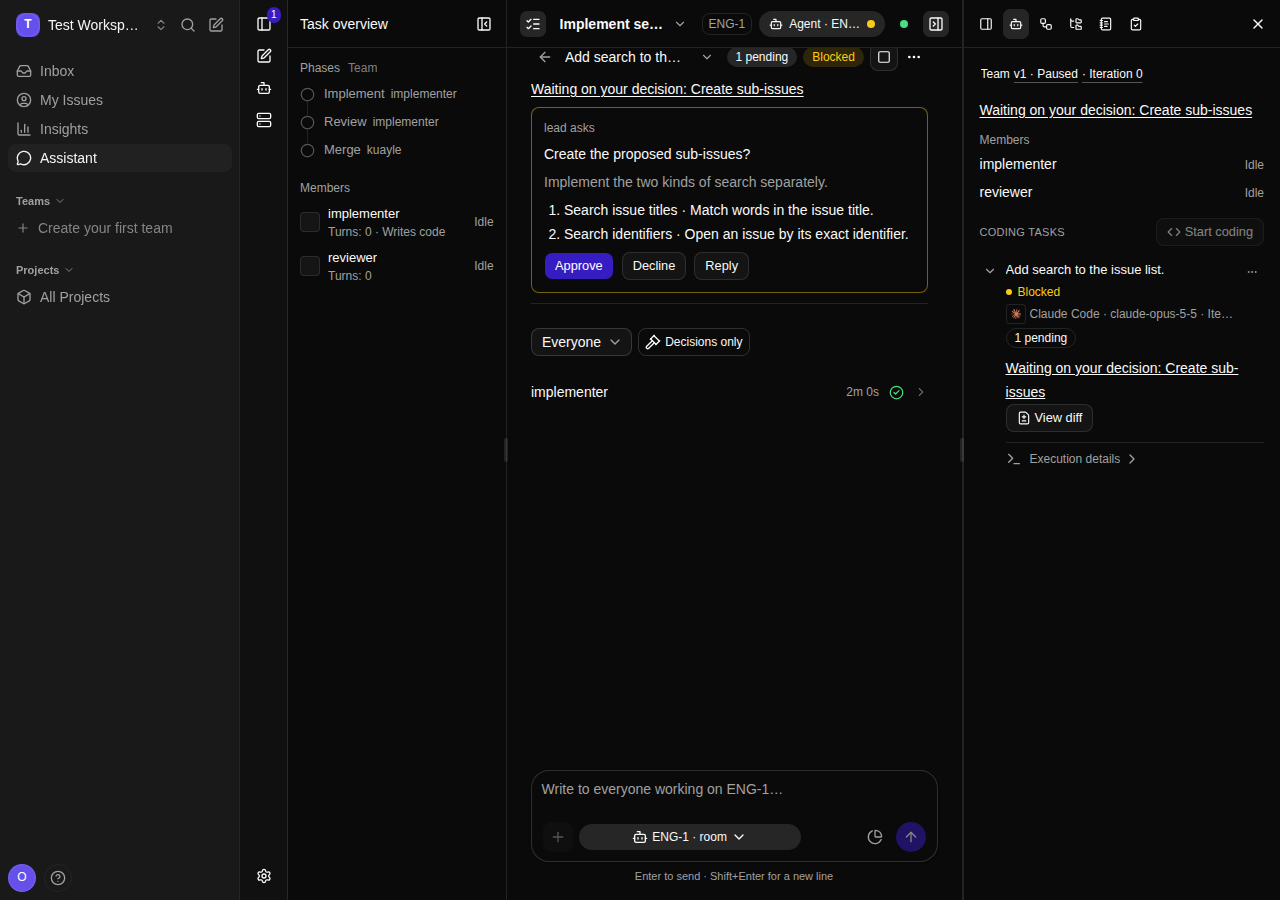 T
Test Worksp…
Inbox
My Issues
Insights
Assistant
Teams
Create your first team
Projects
All Projects
O
1
Task overview
Phases Team
Implement implementer
Review implementer
Merge kuayle
Members
implementer
Turns: 0 · Writes code
Idle
reviewer
Turns: 0
Idle
Implement se…
ENG-1
Agent · EN…
Add search to th…
1 pending
Blocked
Waiting on your decision: Create sub-issues
lead asks
Create the proposed sub-issues?
Implement the two kinds of search separately.
1. Search issue titles · Match words in the issue title.
2. Search identifiers · Open an issue by its exact identifier.
Approve
Decline
Reply
Everyone
Decisions only
implementer
2m 0s
Write to everyone working on ENG-1…
ENG-1 · room
Enter to send · Shift+Enter for a new line
Team v1 · Paused · Iteration 0
Waiting on your decision: Create sub-issues
Members
implementer
Idle
reviewer
Idle
CODING TASKS
Start coding
Add search to the issue list.
Blocked
Claude Code · claude-opus-5-5 · Ite…
1 pending
Waiting on your decision: Create sub-
issues
View diff
Execution details